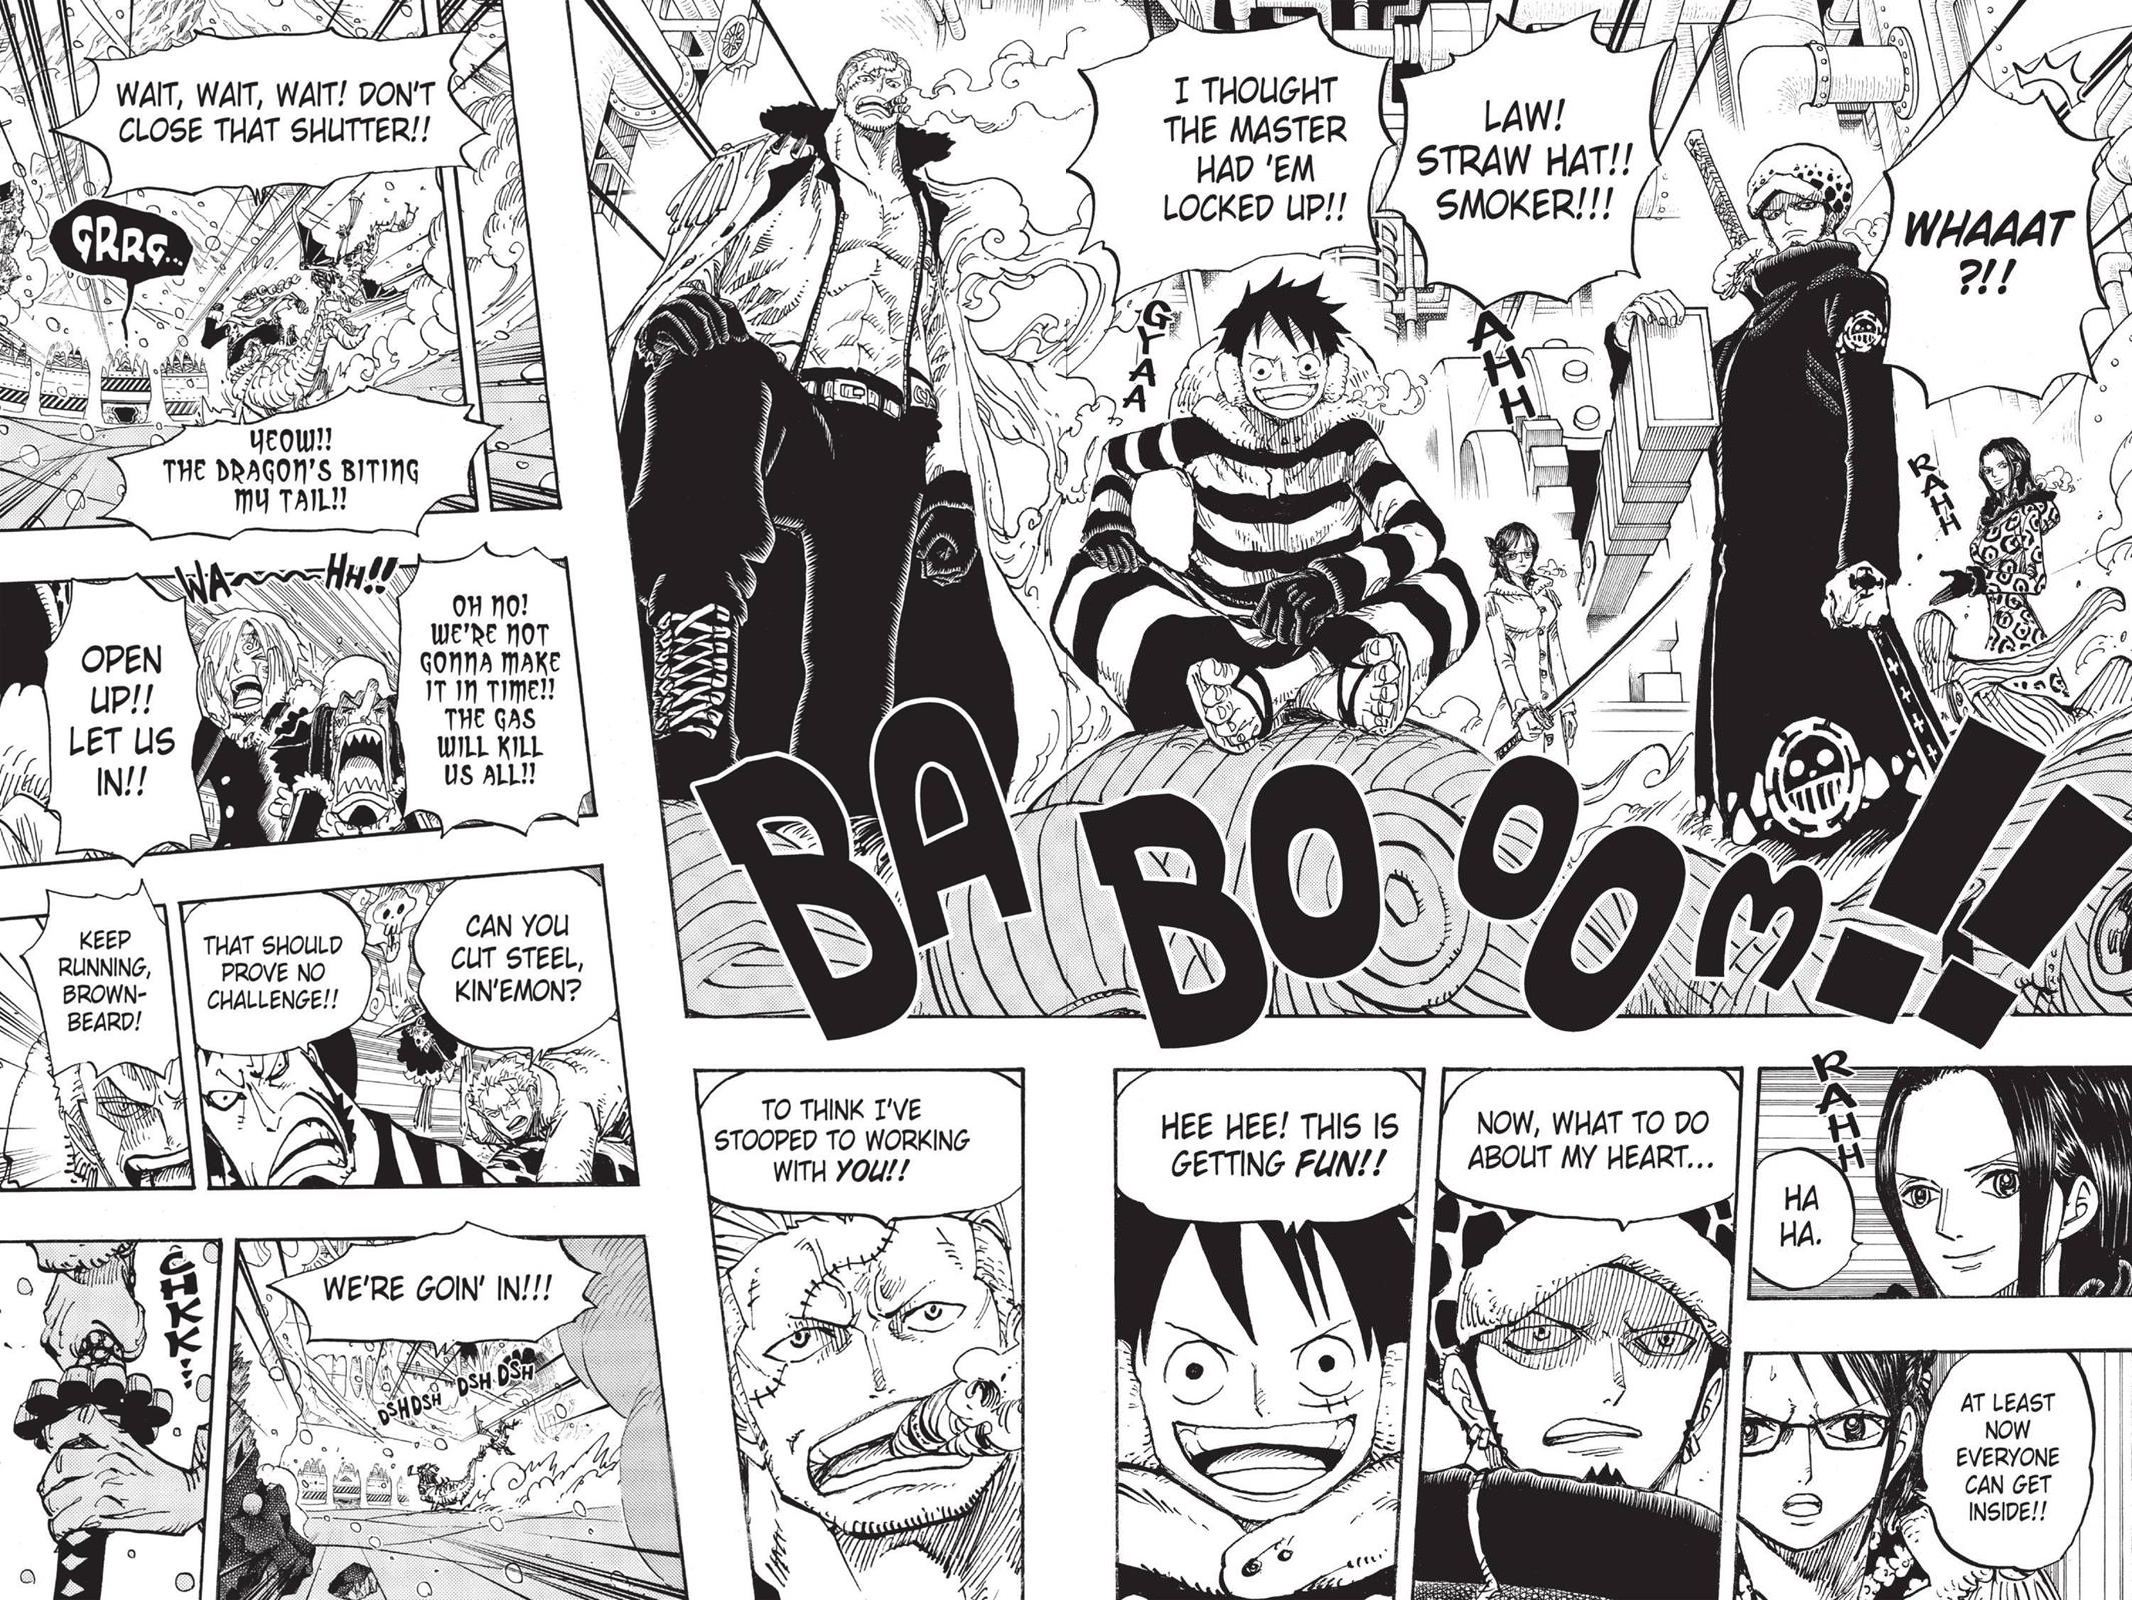 WHAAAT
?!!
LAW!
STRAW HAT!!
SMOKER!!!
I THOUGHT
THE MASTER
HAD 'EM
LOCKED UP!!
RAHH
AHH
GYAA
BA BOOOOM!!
RAHH
HA
HA.
AT LEAST
NOW
EVERYONE
CAN GET
INSIDE!!
NOW, WHAT TO DO
ABOUT MY HEART...
HEE HEE! THIS IS
GETTING FUN!!
TO THINK I'VE
STOOPED TO WORKING
WITH YOU!!
WAIT, WAIT, WAIT! DON'T
CLOSE THAT SHUTTER!!
GRRG...
YEOW!!
THE DRAGON'S BITING
MY TAIL!!
OH NO!
WE'RE NOT
GONNA MAKE
IT IN TIME!!
THE GAS
WILL KILL
US ALL!!
WA~~~HH!!
OPEN
UP!!
LET US
IN!!
CAN YOU
CUT STEEL,
KIN'EMON?
THAT SHOULD
PROVE NO
CHALLENGE!!
KEEP
RUNNING,
BROWN-
BEARD!
WE'RE GOIN' IN!!!
DSH DSH
DSH DSH
CHKK...